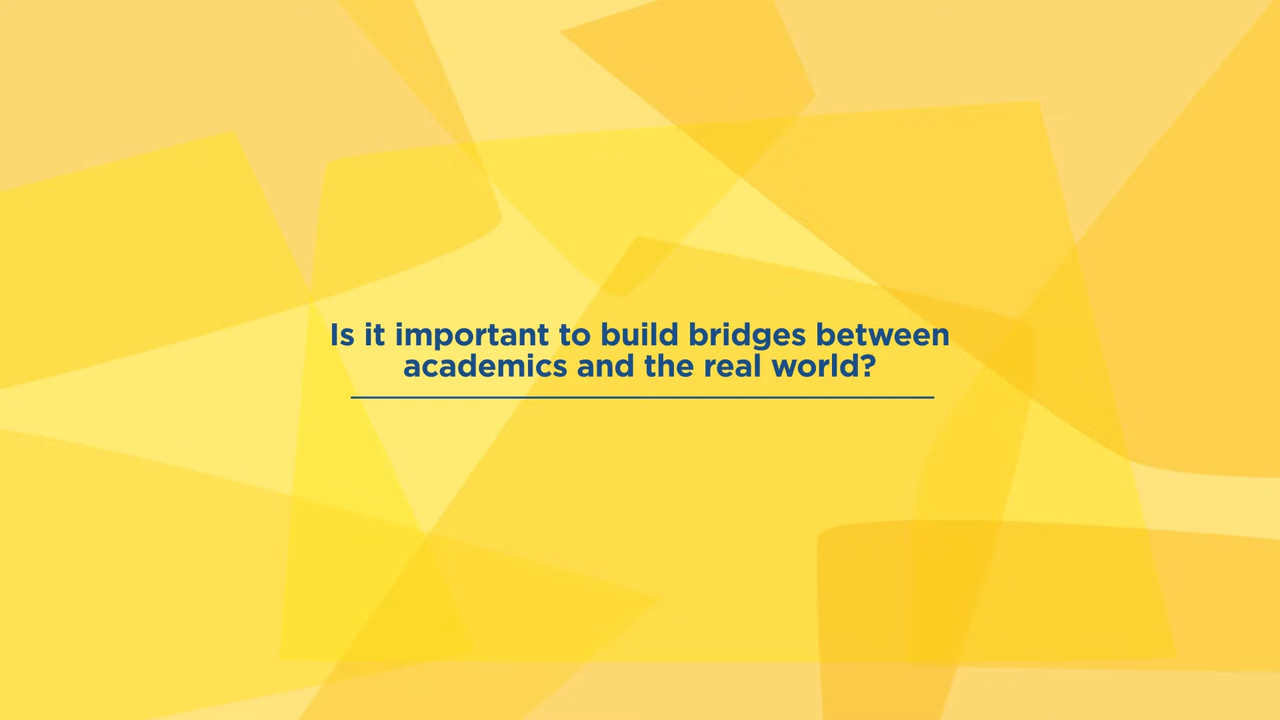 Is it important to build bridges between
academics and the real world?